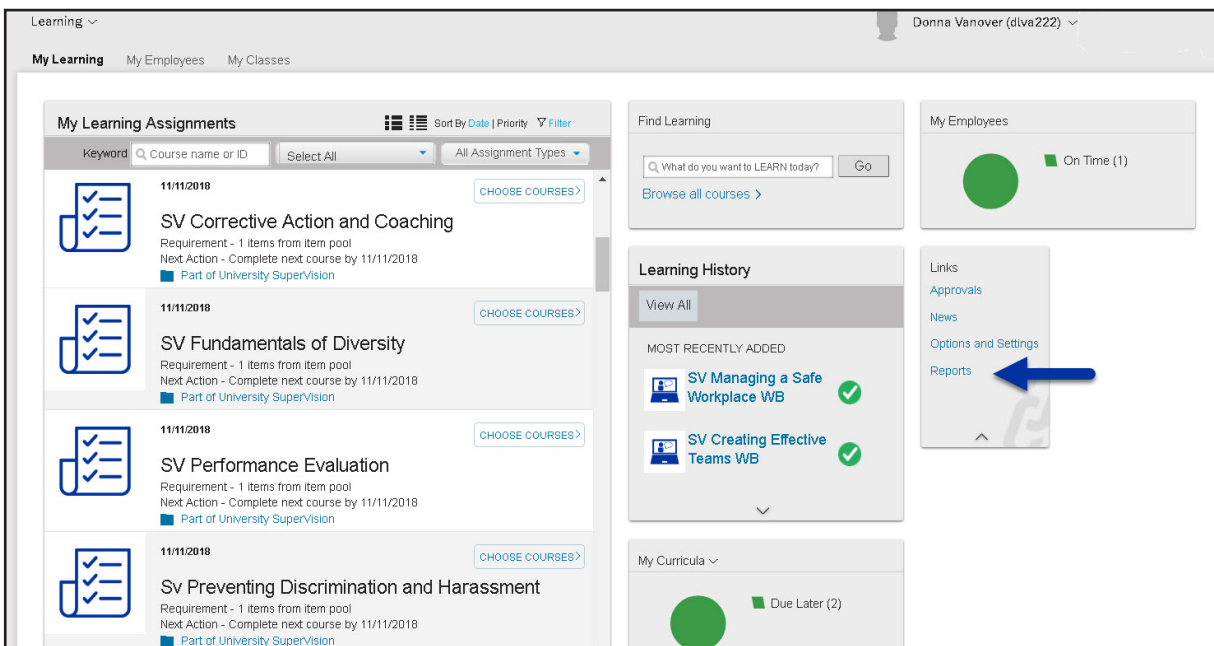 Learning
Donna Vanover (dlva222)
My Learning My Employees My Classes
My Learning Assignments
Sort By Date | Priority Filter
Keyword Course name or ID Select All All Assignment Types
11/11/2018
CHOOSE COURSES
SV Corrective Action and Coaching
Requirement - 1 items from item pool
Next Action - Complete next course by 11/11/2018
Part of University SuperVision
11/11/2018
CHOOSE COURSES
SV Fundamentals of Diversity
Requirement - 1 items from item pool
Next Action - Complete next course by 11/11/2018
Part of University SuperVision
11/11/2018
CHOOSE COURSES
SV Performance Evaluation
Requirement - 1 items from item pool
Next Action - Complete next course by 11/11/2018
Part of University SuperVision
11/11/2018
CHOOSE COURSES
Sv Preventing Discrimination and Harassment
Requirement - 1 items from item pool
Next Action - Complete next course by 11/11/2018
Part of University SuperVision
Find Learning
What do you want to LEARN today? Go
Browse all courses >
Learning History
View All
MOST RECENTLY ADDED
SV Managing a Safe
Workplace WB
SV Creating Effective
Teams WB
My Curricula
Due Later (2)
My Employees
On Time (1)
Links
Approvals
News
Options and Settings
Reports